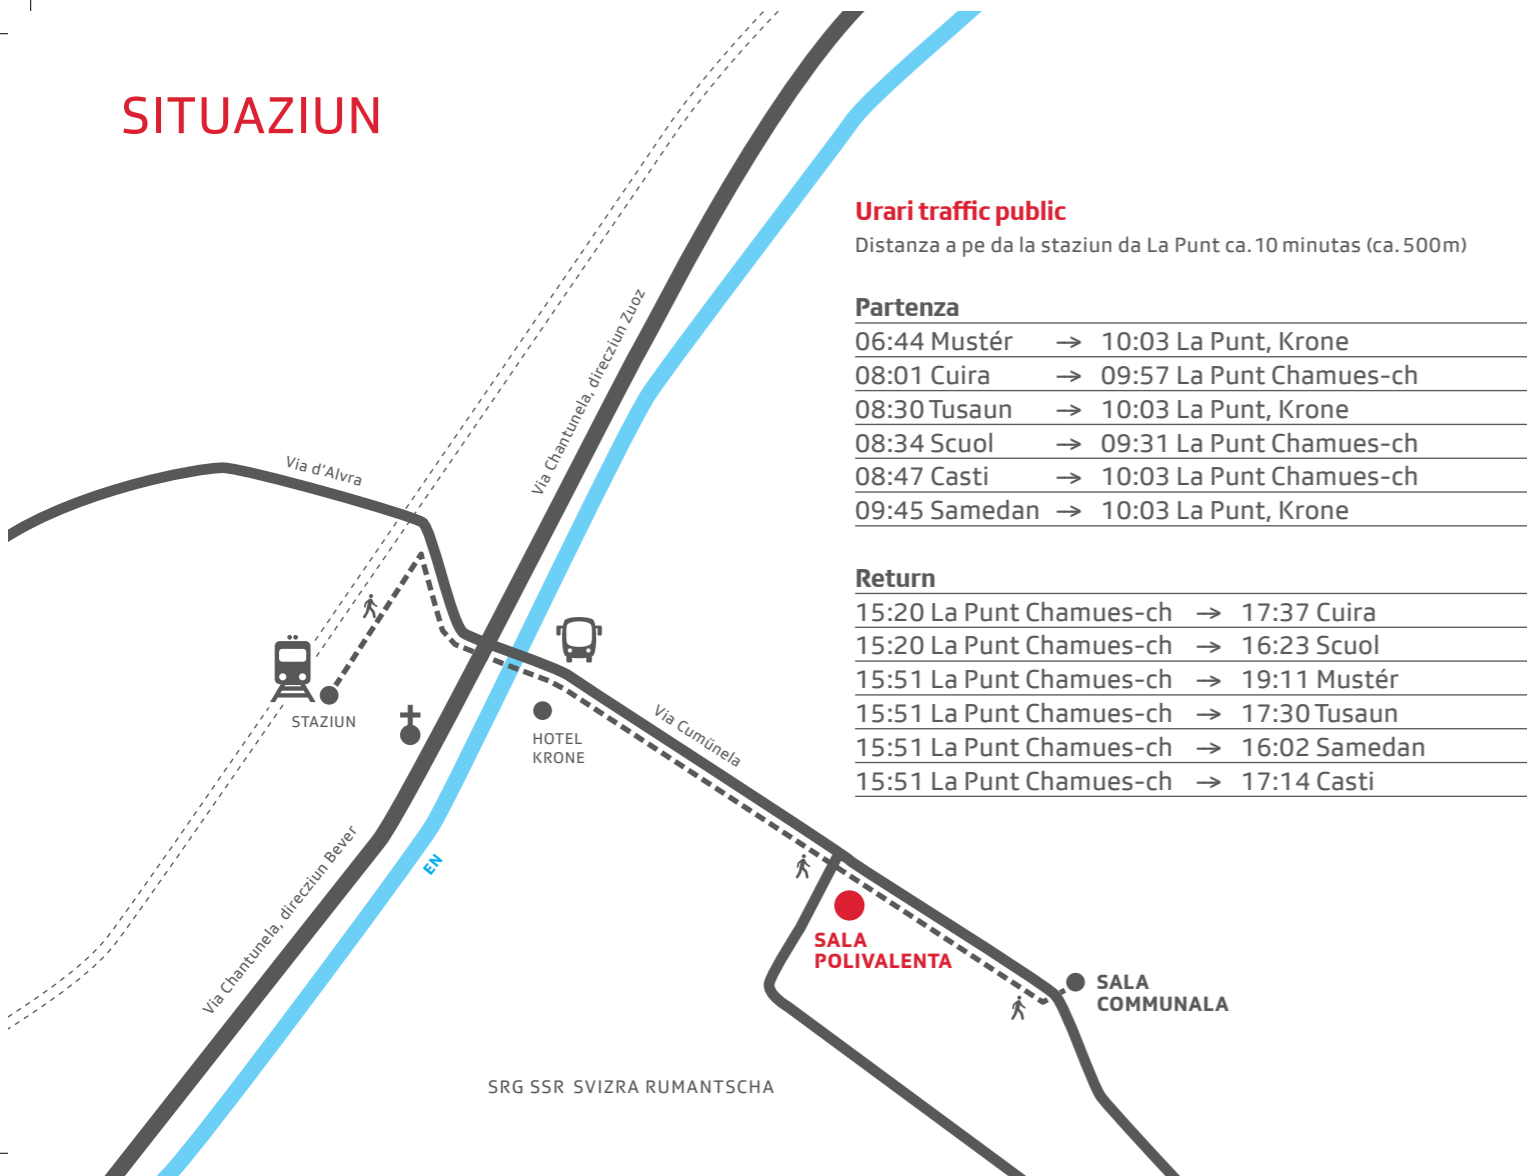 SITUAZIUN
Urari traffic public
Distanza a pe da la staziun da La Punt ca. 10 minutas (ca. 500 m)
Partenza
06:44 Mustér → 10:03 La Punt, Krone
08:01 Cuira → 09:57 La Punt Chamues-ch
08:30 Tusaun → 10:03 La Punt, Krone
08:34 Scuol → 09:31 La Punt Chamues-ch
08:47 Casti → 10:03 La Punt Chamues-ch
09:45 Samedan → 10:03 La Punt, Krone
Return
15:20 La Punt Chamues-ch → 17:37 Cuira
15:20 La Punt Chamues-ch → 16:23 Scuol
15:51 La Punt Chamues-ch → 19:11 Mustér
15:51 La Punt Chamues-ch → 17:30 Tusaun
15:51 La Punt Chamues-ch → 16:02 Samedan
15:51 La Punt Chamues-ch → 17:14 Casti
Via Chantunela, direcziun Zuoz
Via d'Alvra
STAZIUN
HOTEL
KRONE
Via Cumünela
Via Chantunela, direcziun Bever
EN
SALA
POLIVALENTA
SALA
COMMUNALA
SRG SSR SVIZRA RUMANTSCHA